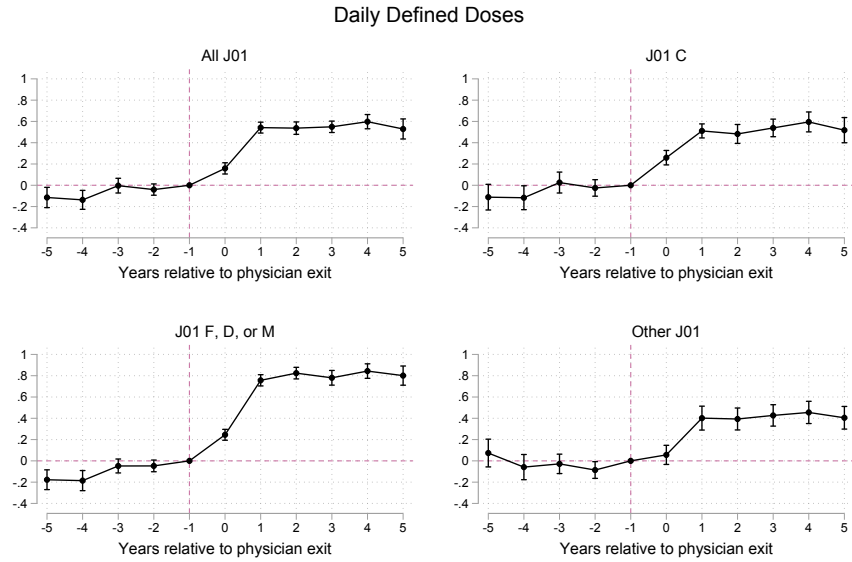 Daily Defined Doses
All J01
1
.8
.6
.4
.2
0
-.2
-.4
-5 -4 -3 -2 -1 0 1 2 3 4 5
Years relative to physician exit
J01 C
1
.8
.6
.4
.2
0
-.2
-.4
-5 -4 -3 -2 -1 0 1 2 3 4 5
Years relative to physician exit
J01 F, D, or M
1
.8
.6
.4
.2
0
-.2
-.4
-5 -4 -3 -2 -1 0 1 2 3 4 5
Years relative to physician exit
Other J01
1
.8
.6
.4
.2
0
-.2
-.4
-5 -4 -3 -2 -1 0 1 2 3 4 5
Years relative to physician exit